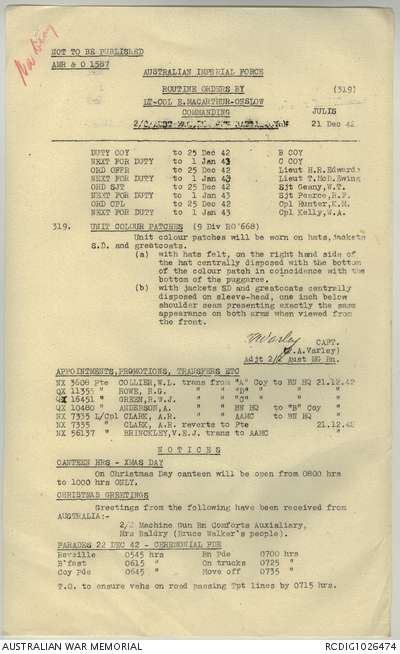 Varley
NOT TO BE PUBLISHED
AMR & O 1587
AUSTRALIAN IMPERIAL FORCE
ROUTINE ORDERS BY (319)
LT-COL E.MACARTHUR-ONSLOW
COMMANDING JULIS
21 Dec 42
DUTY COY to 25 Dec 42 B COY
NEXT FOR DUTY to 1 Jan 43 C COY
ORD OFFR to 25 Dec 42 Lieut H.R.Edwards
NEXT FOR DUTY to 1 Jan 43 Lieut T.McD.Ewing
ORD SJT to 25 Dec 42 Sjt Geany,W.T.
NEXT FOR DUTY to 1 Jan 43 Sjt Pearce,R.F.
ORD CPL to 25 Dec 42 Cpl Hunter,K.M.
NEXT FOR DUTY to 1 Jan 43 Cpl Kelly,W.A.
319. UNIT COLOUR PATCHES (9 Div RO'668)
Unit colour patches will be worn on hats, jackets
S.D. and greatcoats.
(a) with hats felt, on the right hand side of
the hat centrally disposed with the bottom
of the colour patch in coincidence with the
bottom of the puggaree.
(b) with jackets SD and greatcoats centrally
disposed on sleeve-head, one inch below
shoulder seam presenting exactly the same
appearance on both arms when viewed from
the front.
Varley CAPT.
(J.A.Varley)
Adjt 2/2 Aust MG Bn.
APPOINTMENTS,PROMOTIONS, TRANSFERS ETC
NX 3608 Pte COLLIER,W.L. trans from "A" Coy to BN HQ 21.12.42
QX 11355 " ROWE, R.G. " " "B" " " "
QX 16451 " GREEN,R.W.J " " "C" " " "
QX 10480 " ANDERSON,A. " " BN HQ to "B" Coy "
NX 7335 L/Cpl CLARK, A.R. " " AAMC to BN HQ "
NX 7335 " CLARK, A.R. reverts to Pte 21.12.42
NX 56137 " BRINCKLEY,V.E.J trans to AAMC "
N O T I C E S
CANTEEN HRS - XMAS DAY
On Christmas Day canteen will be open from 0800 hrs
to 1000 hrs ONLY.
CHRISTMAS GREETINGS
Greetings from the following have been received from
AUSTRALIA:-
2/2 Machine Gun Bn Comforts Auxialiary,
Mrs Baldry (Bruce Walker's people).
PARADES 22 DEC 42 - CEREMONIAL PDE
Reveille 0545 hrs Bn Pde 0700 hrs
B'fast 0615 " On trucks 0725 "
Coy Pde 0645 " Move off 0735 "
T.O. to ensure vehs on road passing Tpt lines by 0715 hrs.
AUSTRALIAN WAR MEMORIAL RCDIG1026474